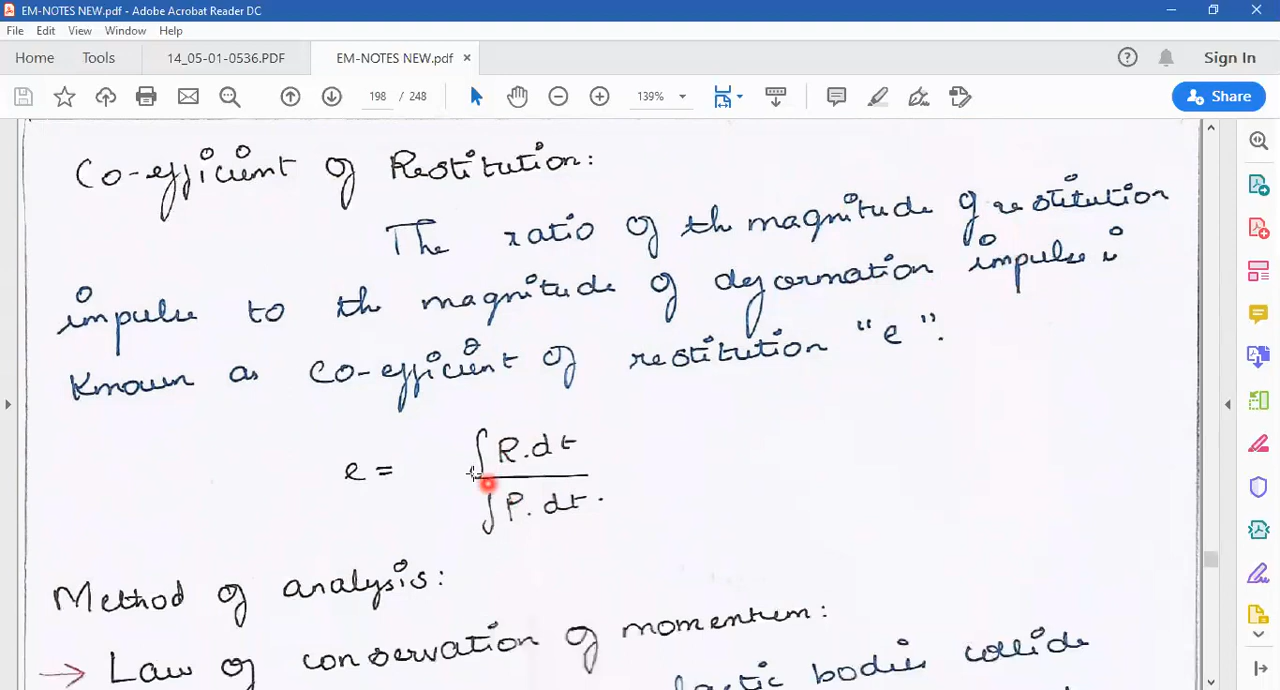 EM-NOTES NEW.pdf - Adobe Acrobat Reader DC
File Edit View Window Help
Home Tools 14_05-01-0536.PDF EM-NOTES NEW.pdf × Sign In
198 / 248 139% Share
Co-efficient of Restitution:
The ratio of the magnitude of restitution
impulse to the magnitude of deformation impulse is
Known as co-efficient of restitution "e".
e = ∫R.dt
∫P.dt.
Method of analysis:
→ Law of conservation of momentum:
bodies collide